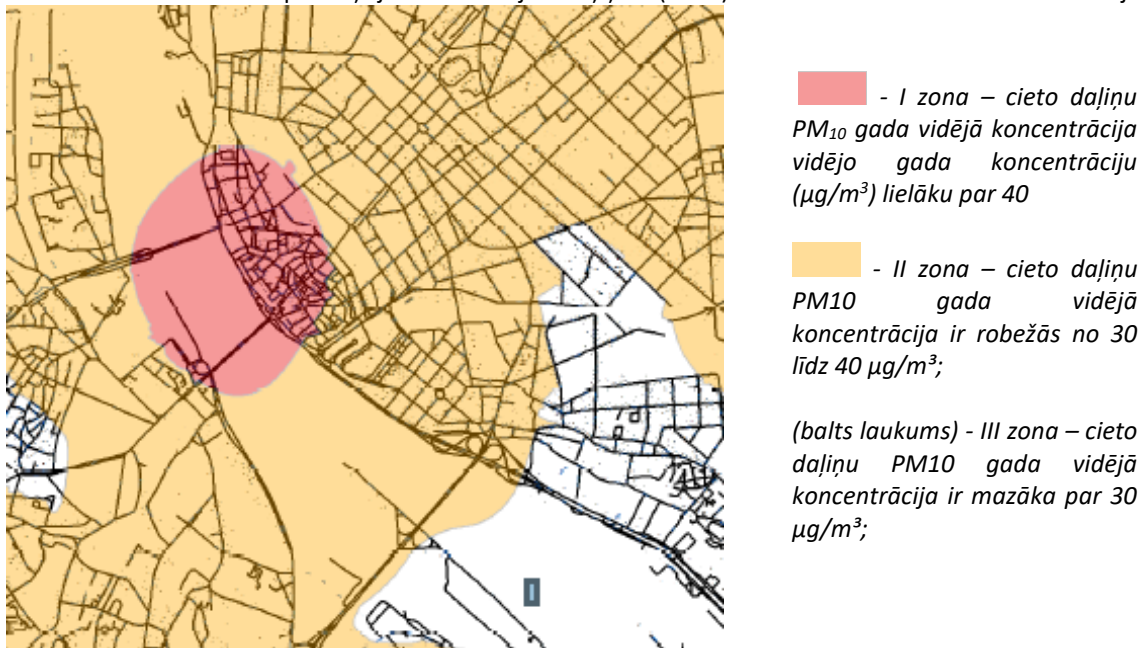 - I zona – cieto daļiņu
PM₁₀ gada vidējā koncentrācija
vidējo gada koncentrāciju
(µg/m³) lielāku par 40
- II zona – cieto daļiņu
PM10 gada vidējā
koncentrācija ir robežās no 30
līdz 40 µg/m³;
(balts laukums) - III zona – cieto
daļiņu PM10 gada vidējā
koncentrācija ir mazāka par 30
µg/m³;